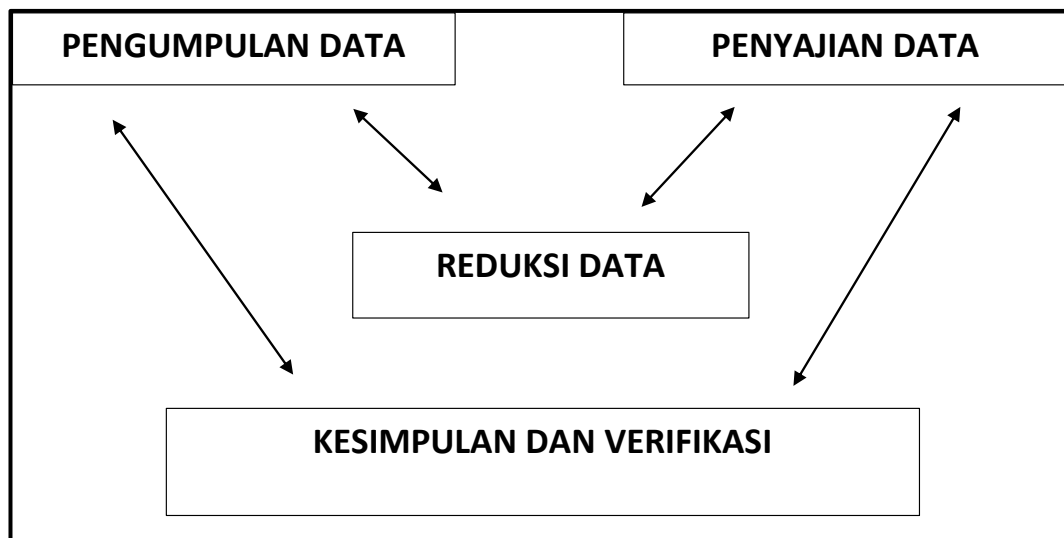 PENGUMPULAN DATA
PENYAJIAN DATA
REDUKSI DATA
KESIMPULAN DAN VERIFIKASI